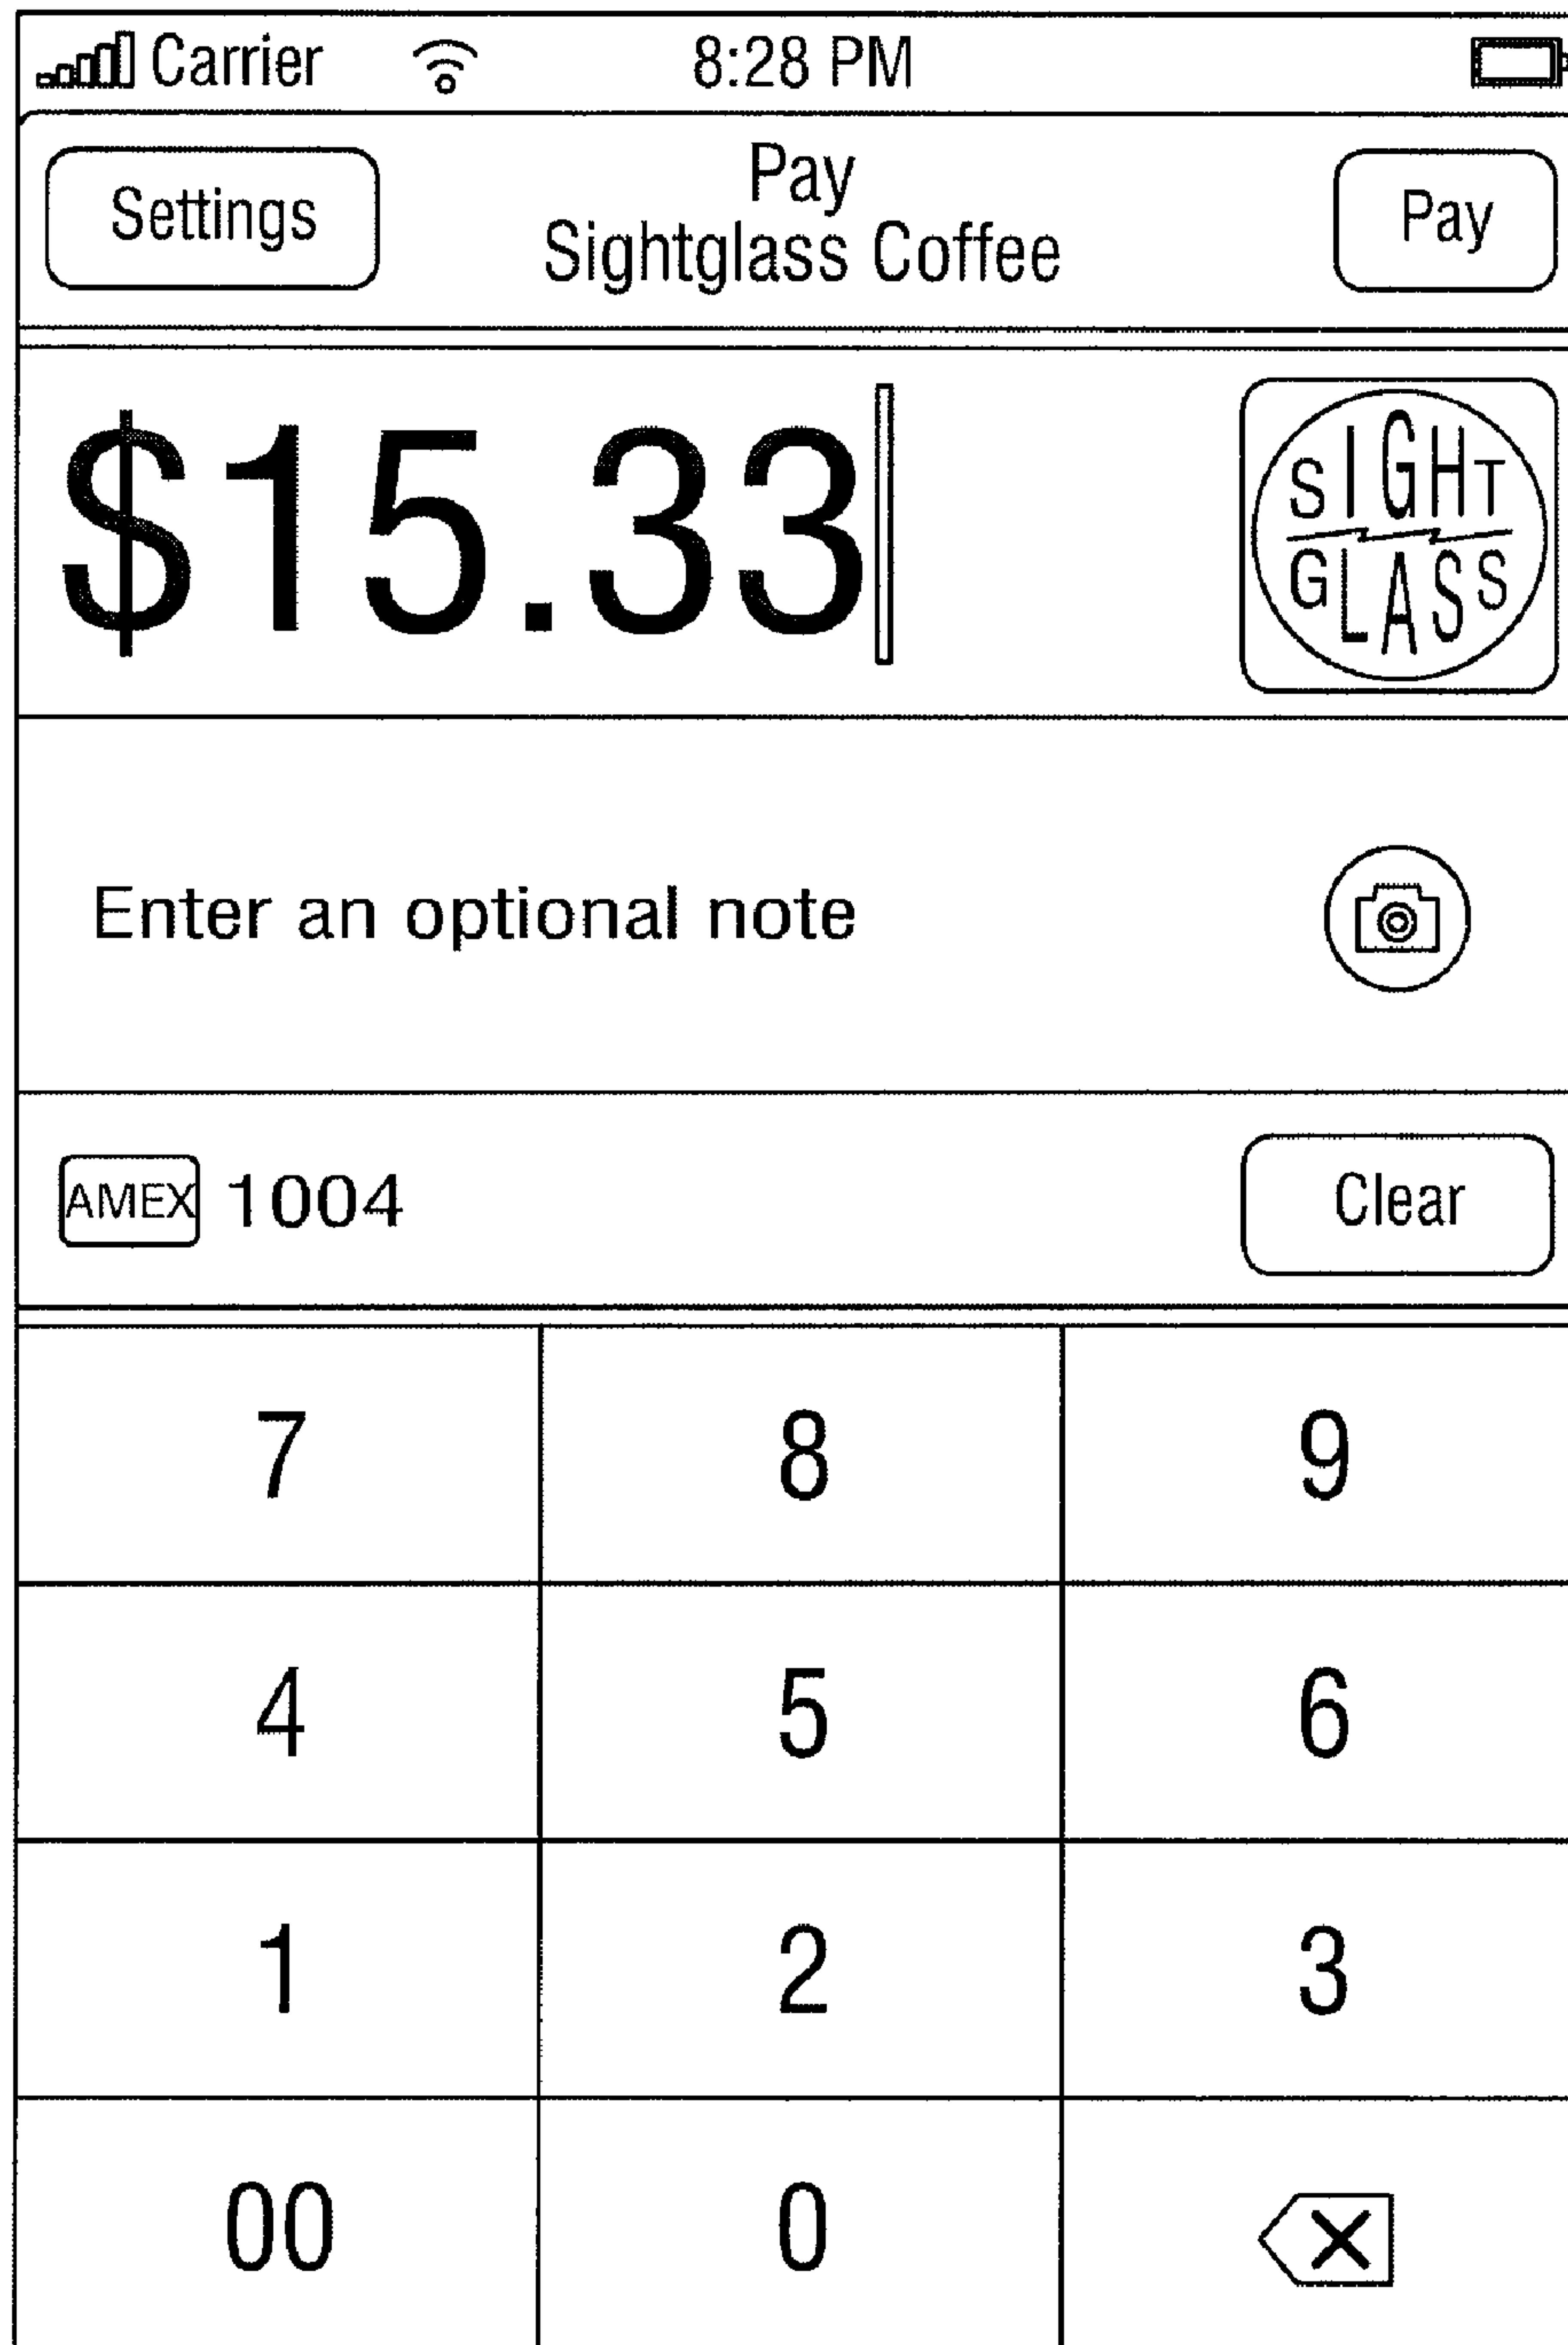 Carrier 8:28 PM
Settings Pay Pay
Sightglass Coffee
$15.33
SIGHT
GLASS
Enter an optional note
AMEX 1004 Clear
7 8 9
4 5 6
1 2 3
00 0